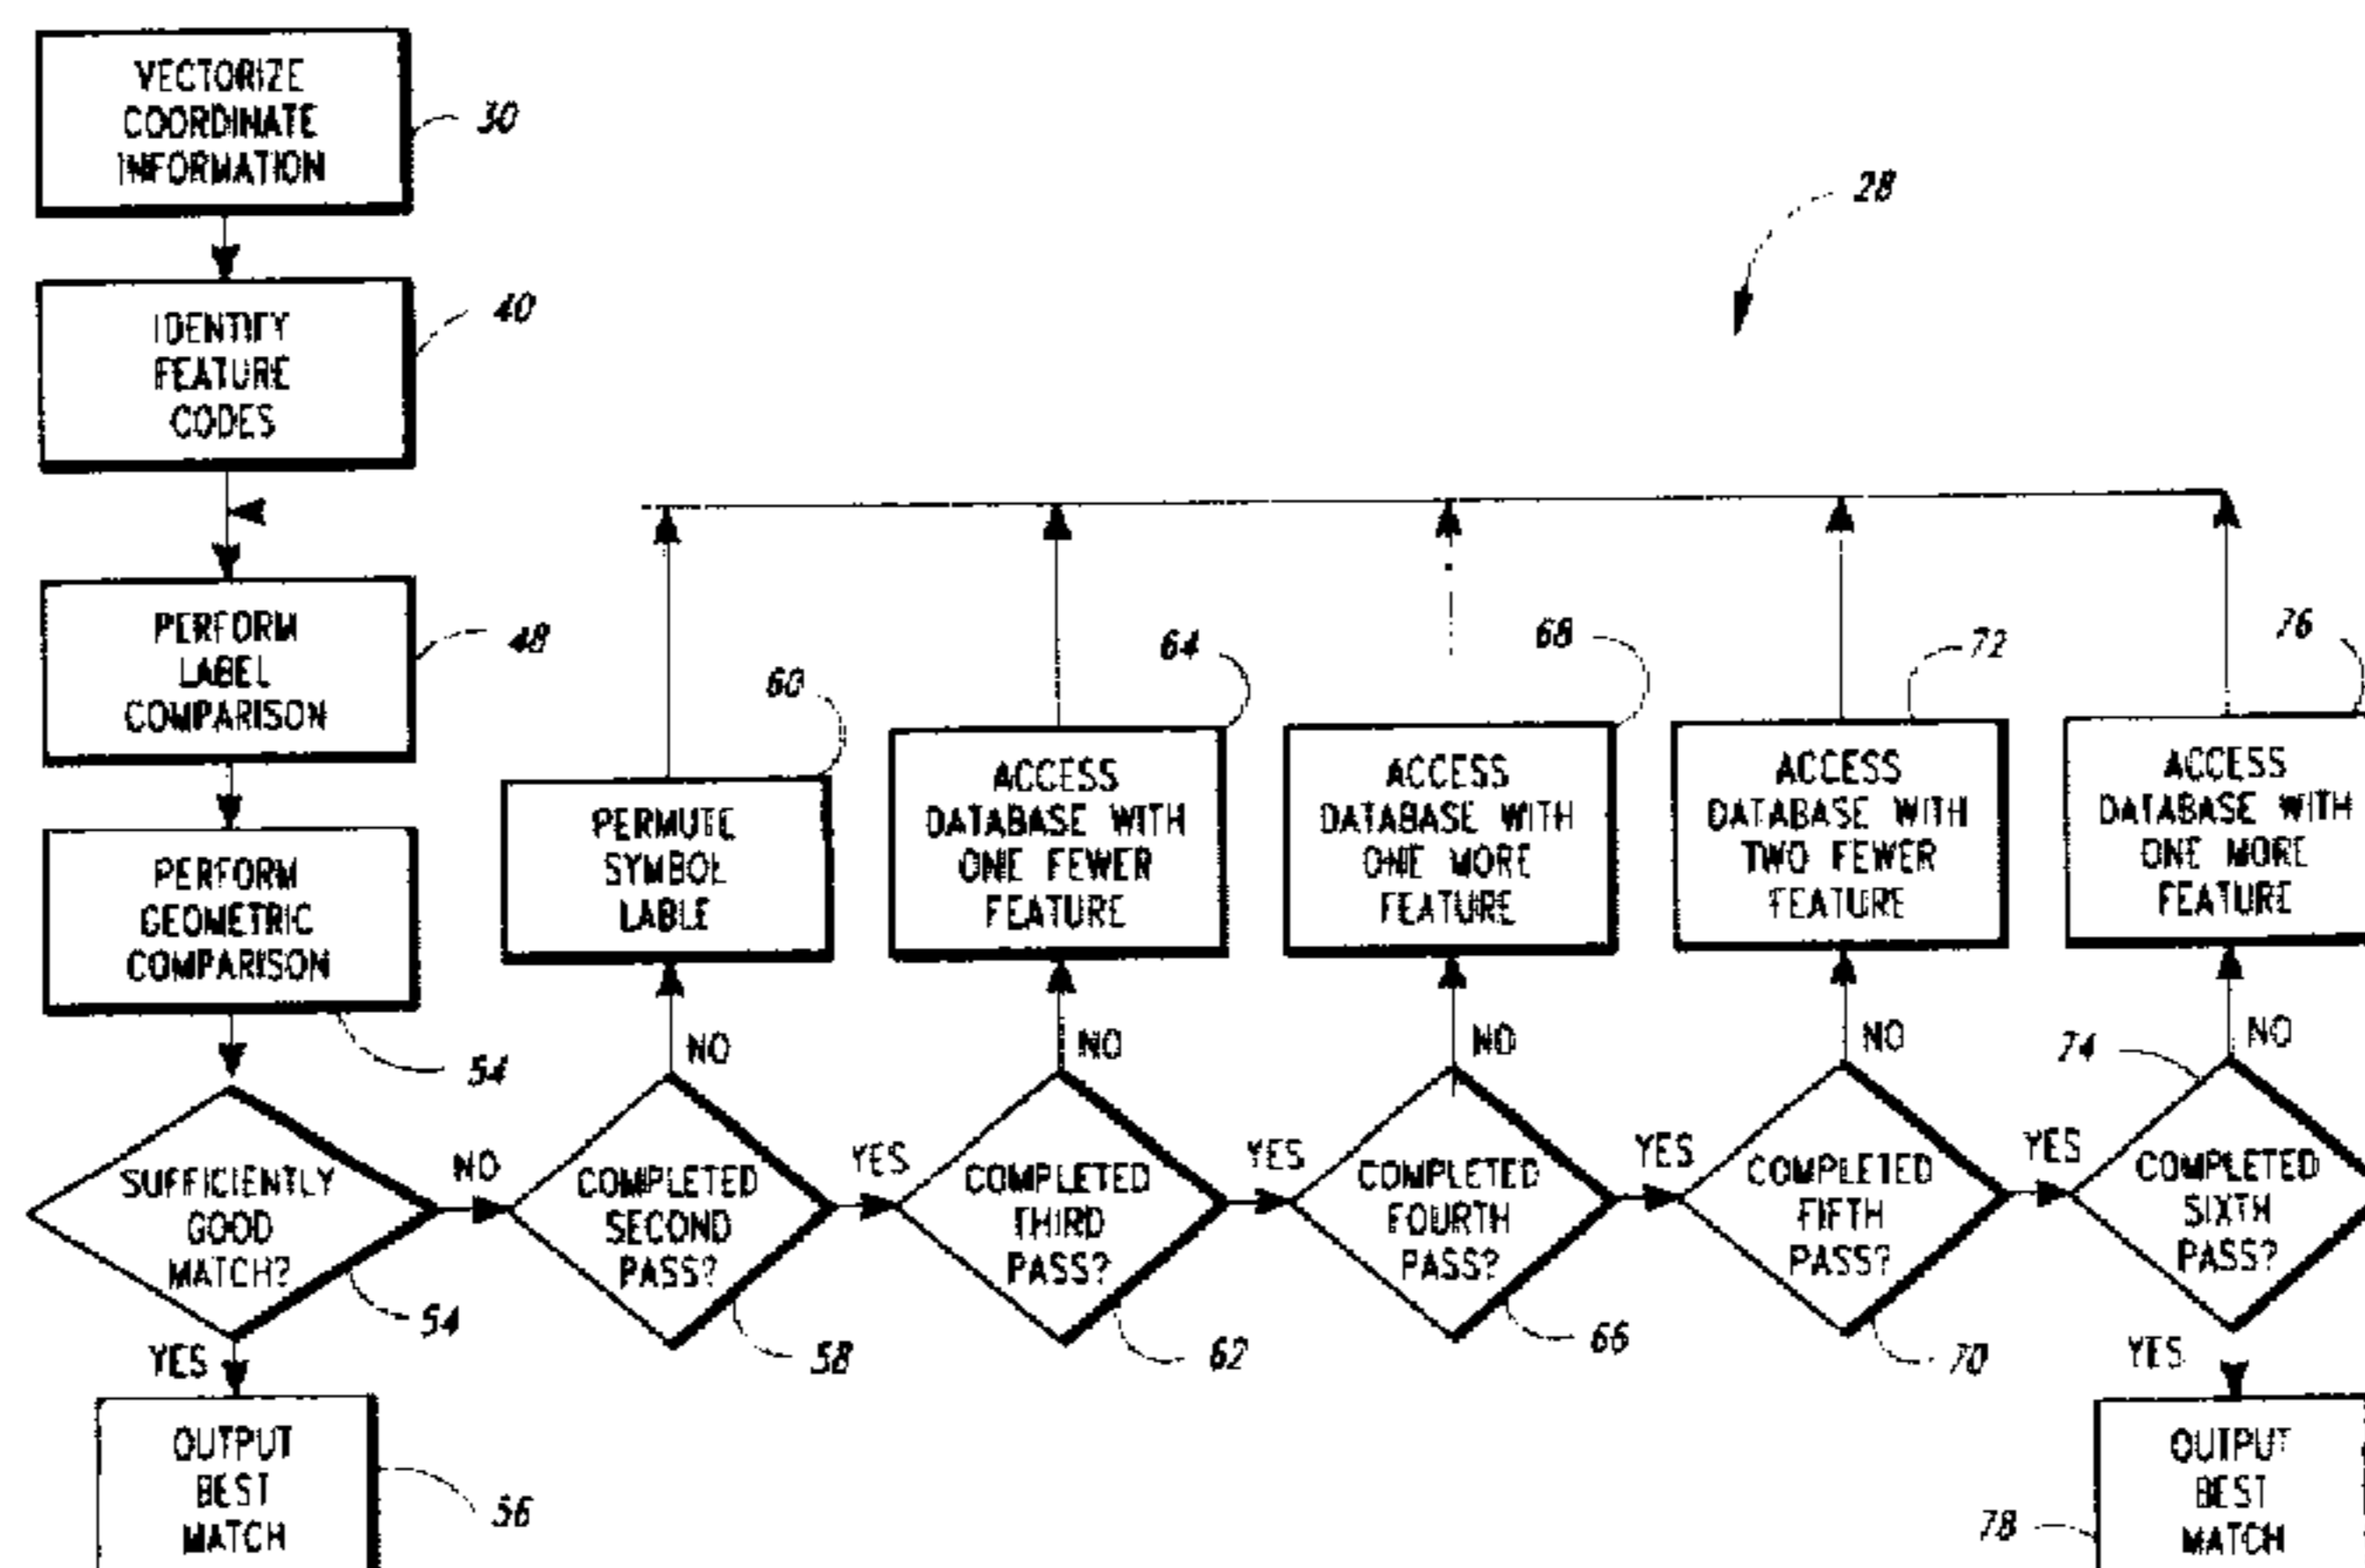 VECTORIZE
COORDINATE
INFORMATION
30
28
IDENTIFY
FEATURE
CODES
40
PERFORM
LABEL
COMPARISON
48
PERFORM
GEOMETRIC
COMPARISON
54
60
PERMUTE
SYMBOL
LABLE
64
ACCESS
DATABASE WITH
ONE FEWER
FEATURE
68
ACCESS
DATABASE WITH
ONE MORE
FEATURE
72
ACCESS
DATABASE WITH
TWO FEWER
FEATURE
76
ACCESS
DATABASE WITH
ONE MORE
FEATURE
NO
NO
NO
NO
NO
74
SUFFICIENTLY
GOOD
MATCH?
54
NO
COMPLETED
SECOND
PASS?
58
YES
COMPLETED
THIRD
PASS?
62
YES
COMPLETED
FOURTH
PASS?
66
YES
COMPLETED
FIFTH
PASS?
70
YES
COMPLETED
SIXTH
PASS?
YES
OUTPUT
BEST
MATCH
56
YES
OUTPUT
BEST
MATCH
78